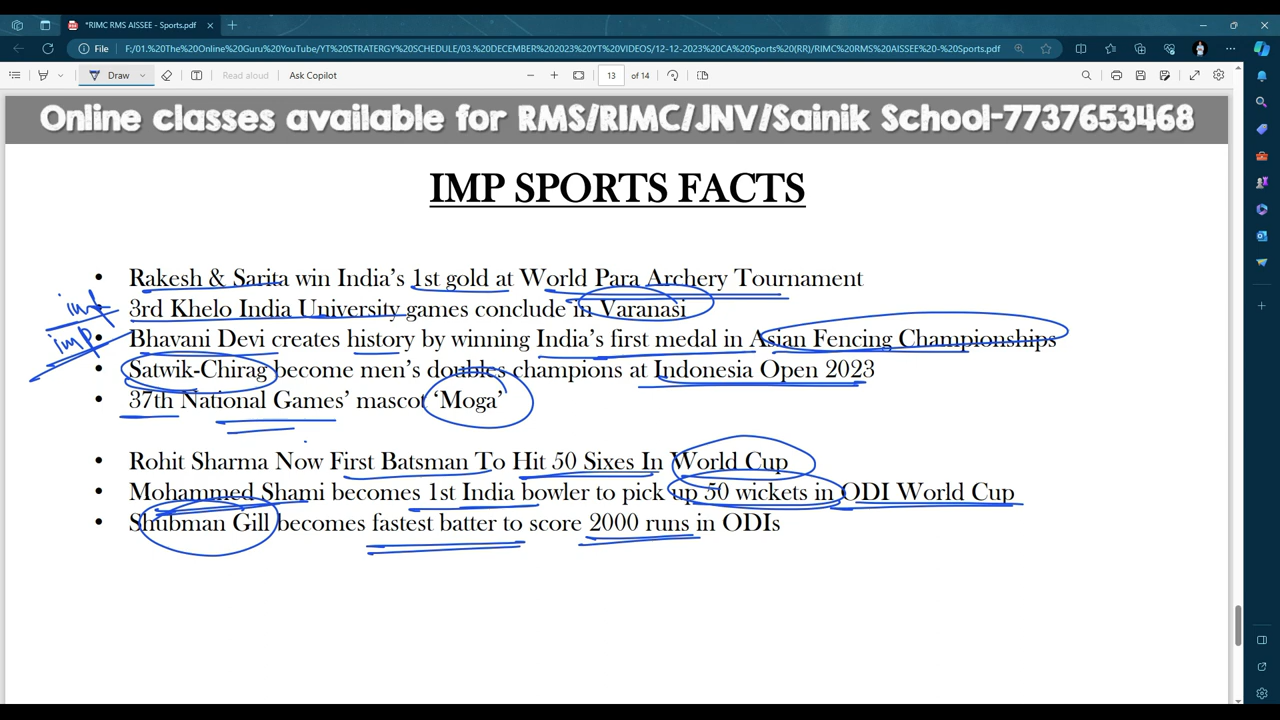 *RIMC RMS AISSEE - Sports.pdf
File
F:/01.%20The%20Online%20Guru%20YouTube/YT%20STRATERGY%20SCHEDULE/03.%20DECEMBER%202023%20YT%20VIDEOS/12-12-2023%20CA%20Sports%20(RR)/RIMC%20RMS%20AISSEE%20-%20Sports.pdf
Draw Read aloud Ask Copilot 13 of 14
Online classes available for RMS/RIMC/JNV/Sainik School-7737653468
IMP SPORTS FACTS
• Rakesh & Sarita win India's 1st gold at World Para Archery Tournament
imp
• 3rd Khelo India University games conclude in Varanasi
imp
• Bhavani Devi creates history by winning India's first medal in Asian Fencing Championships
• Satwik-Chirag become men's doubles champions at Indonesia Open 2023
• 37th National Games' mascot 'Moga'
• Rohit Sharma Now First Batsman To Hit 50 Sixes In World Cup
• Mohammed Shami becomes 1st India bowler to pick up 50 wickets in ODI World Cup
• Shubman Gill becomes fastest batter to score 2000 runs in ODIs